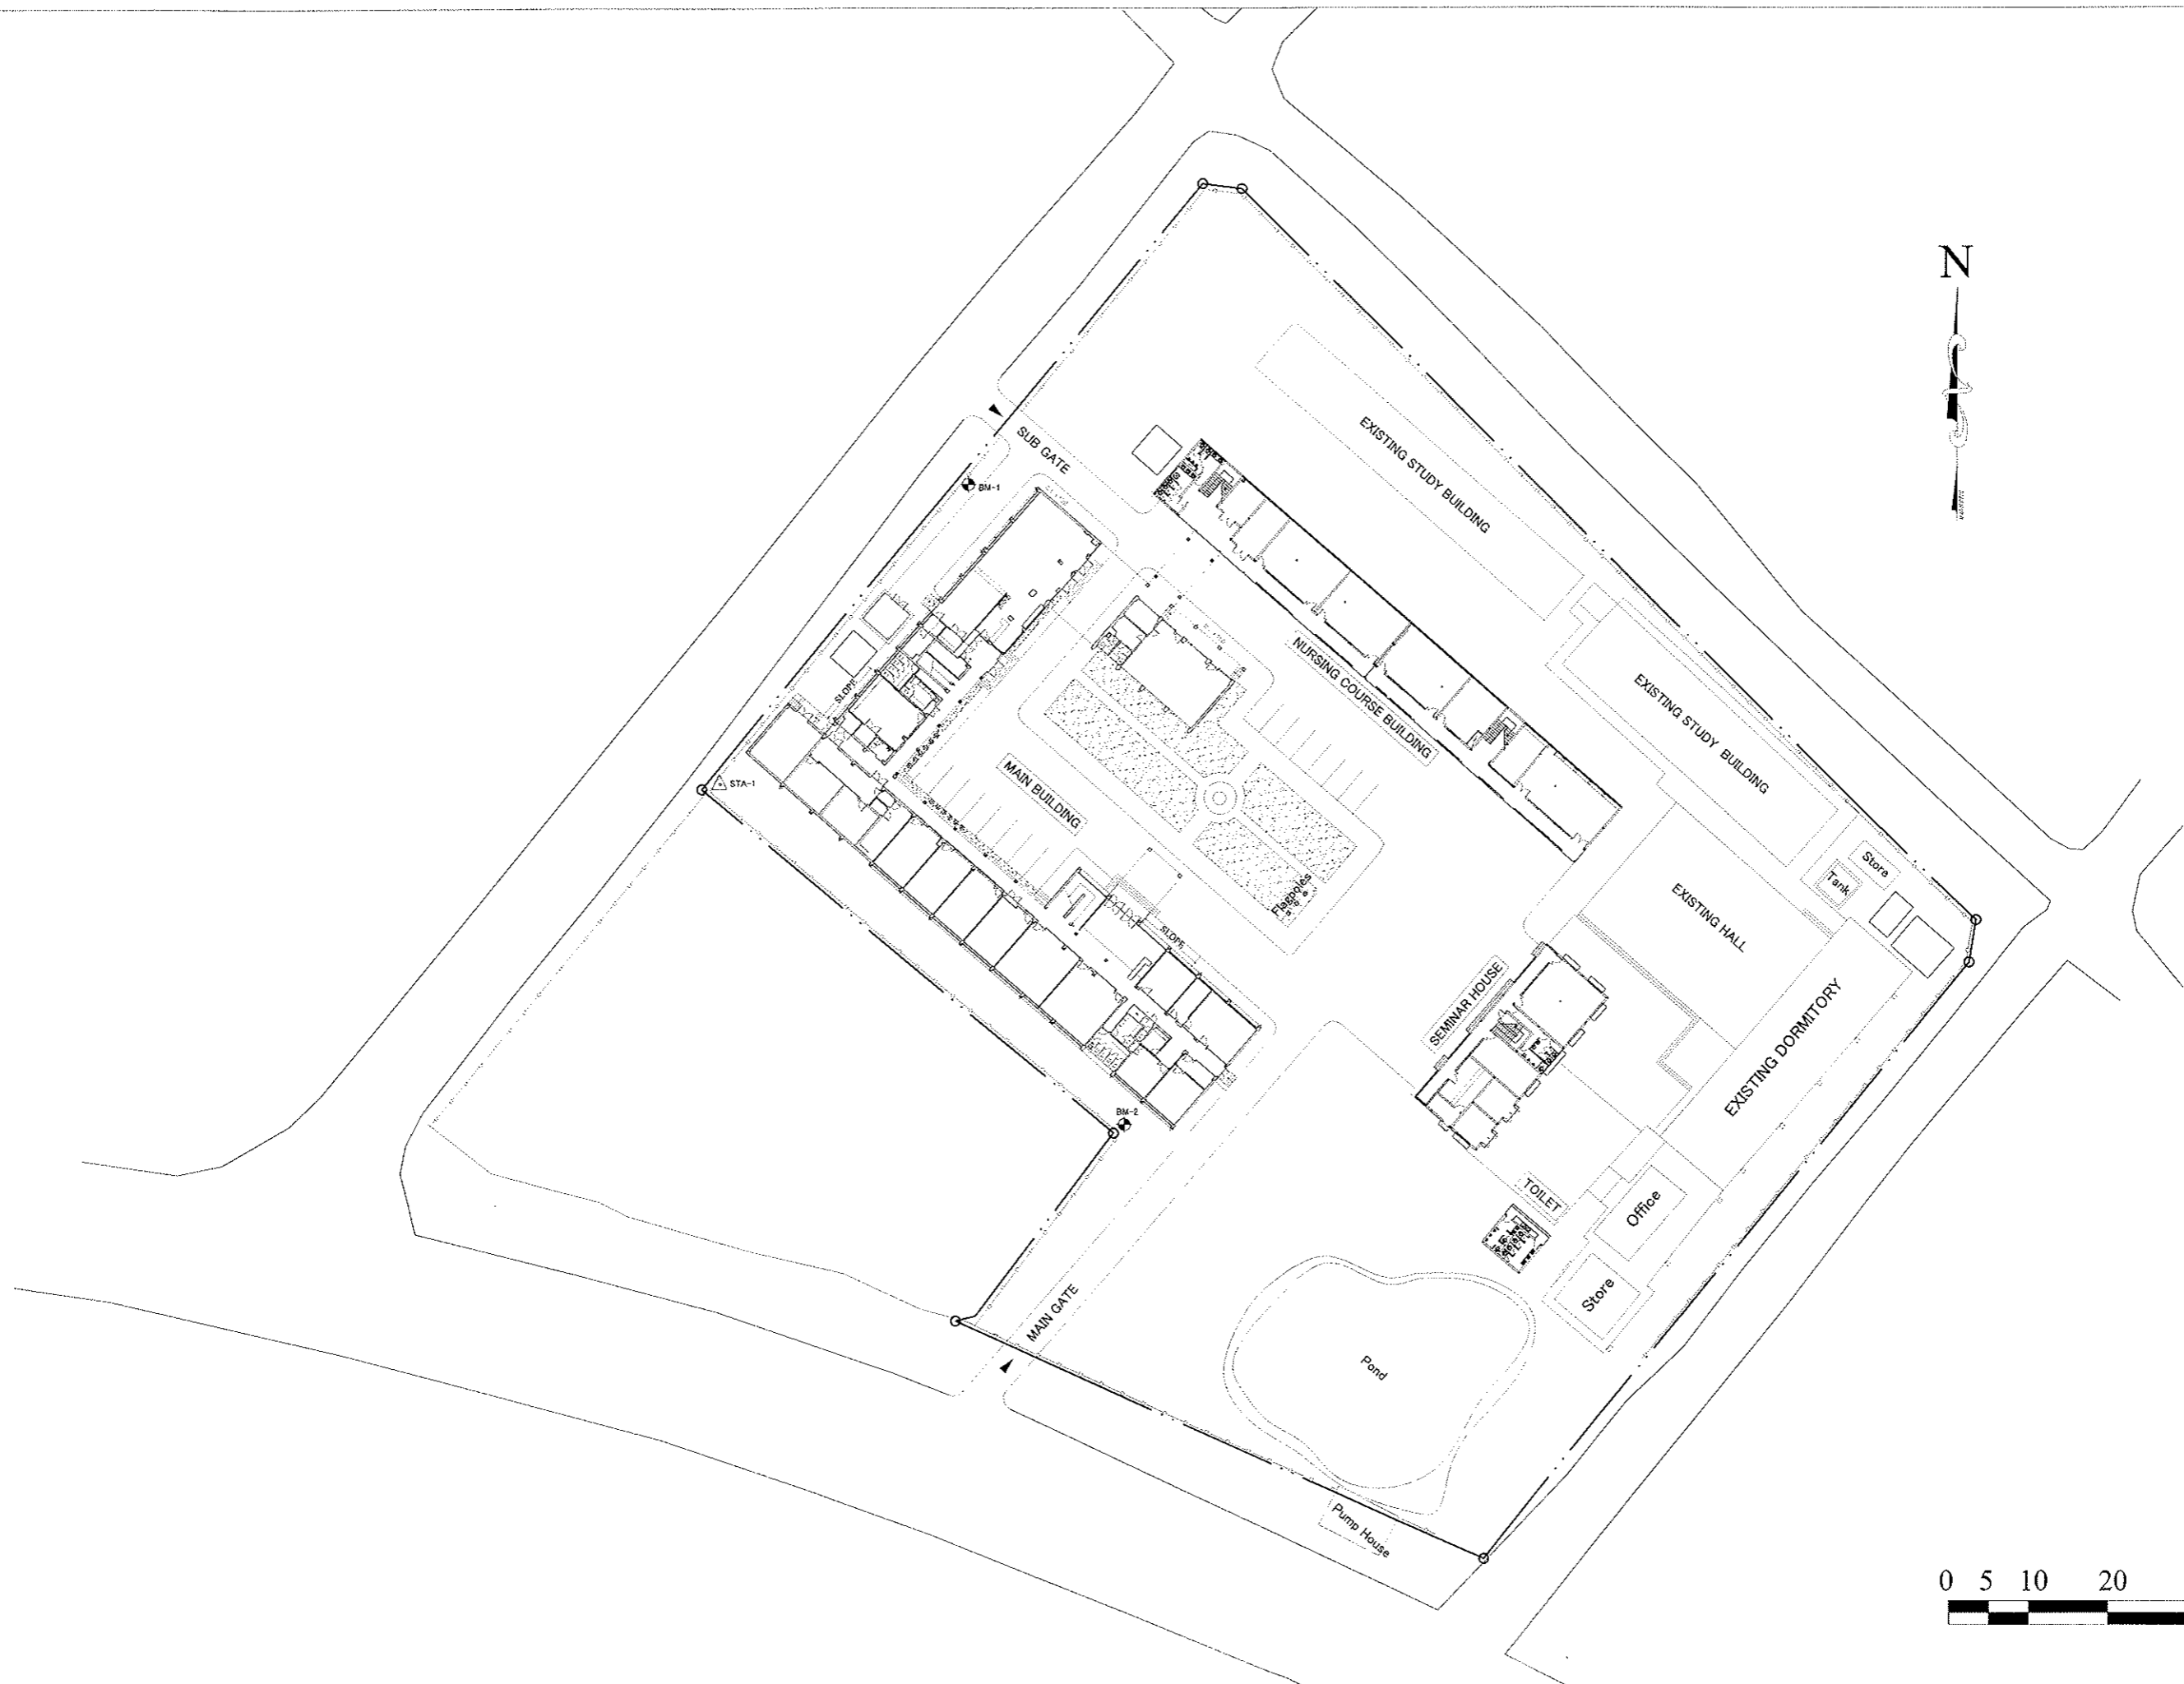 N
EXISTING STUDY BUILDING
SUB GATE
BM-1
NURSING COURSE BUILDING
SLOPE
EXISTING STUDY BUILDING
STA-1
MAIN BUILDING
Store
Tank
Flagpoles
EXISTING HALL
SLOPE
SEMINAR HOUSE
EXISTING DORMITORY
BM-2
TOILET
Office
Store
MAIN GATE
Pond
Pump House
0 5 10 20